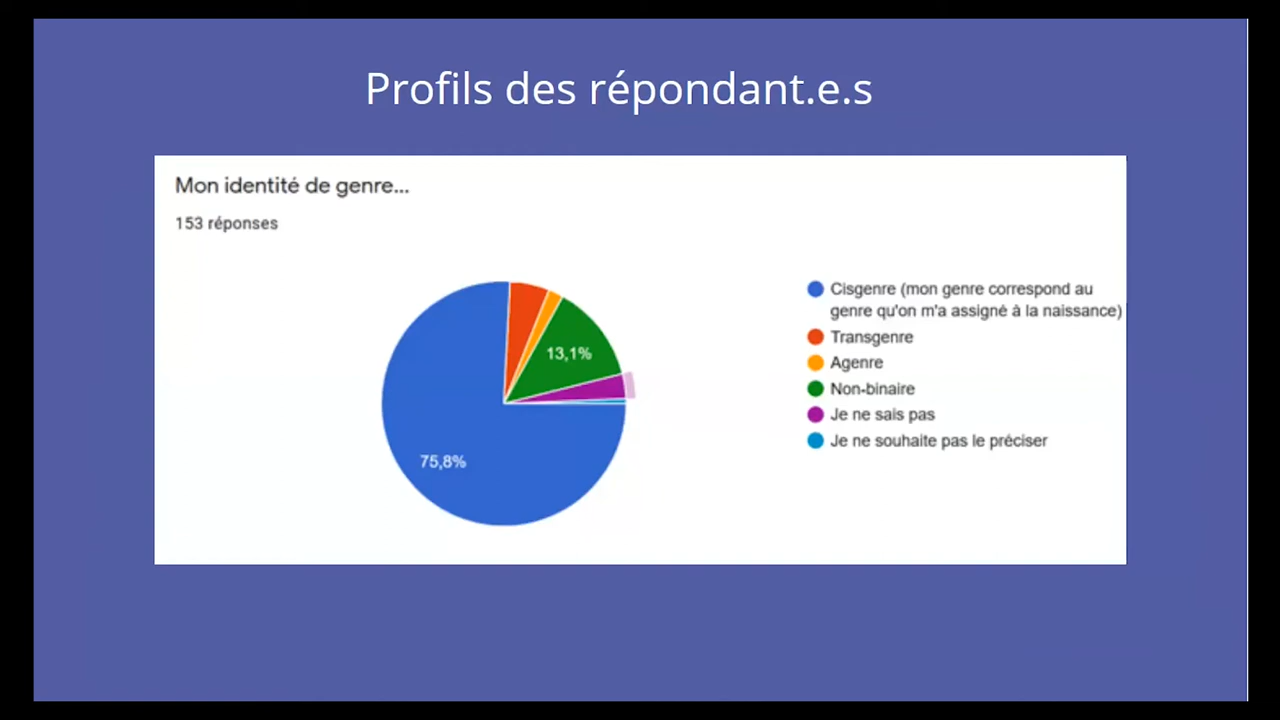 Profils des répondant.e.s
Mon identité de genre...
153 réponses
13,1%
75,8%
Cisgenre (mon genre correspond au
genre qu'on m'a assigné à la naissance)
Transgenre
Agenre
Non-binaire
Je ne sais pas
Je ne souhaite pas le préciser